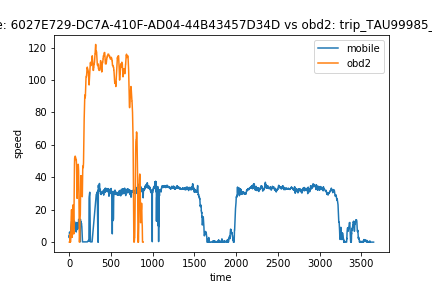 e: 6027E729-DC7A-410F-AD04-44B43457D34D vs obd2: trip_TAU99985_
mobile
obd2
speed
120
100
80
60
40
20
0
0 500 1000 1500 2000 2500 3000 3500
time